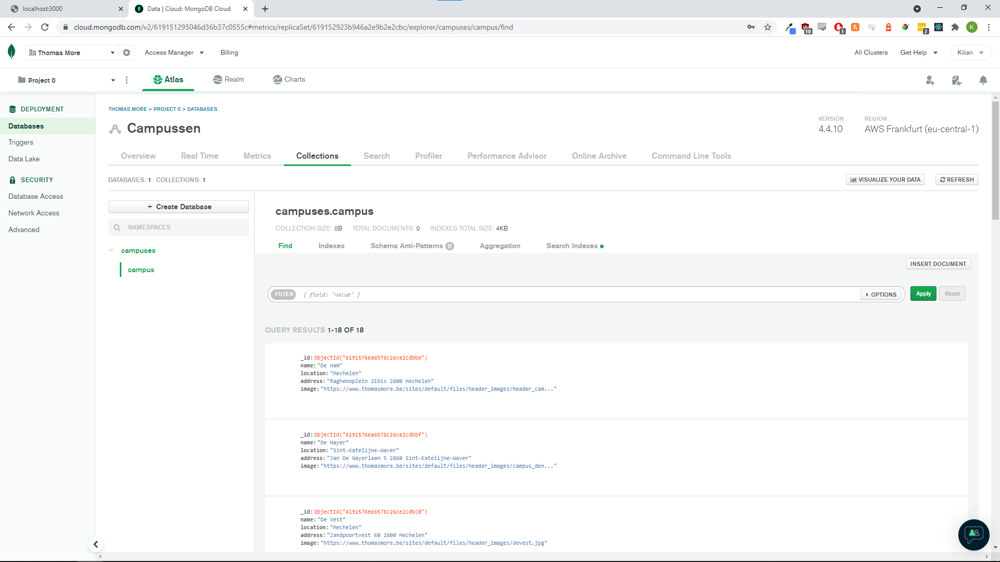 localhost:3000
Data | Cloud: MongoDB Cloud
cloud.mongodb.com/v2/619151295046d36b37c0555c#metrics/replicaSet/619152923b946a2e9b2e2cbc/explorer/campuses/campus/find
10
1
2
K
Thomas More
Access Manager
Billing
All Clusters
Get Help
Kilian
Project 0
Atlas
Realm
Charts
DEPLOYMENT
Databases
Triggers
Data Lake
SECURITY
Database Access
Network Access
Advanced
THOMAS MORE > PROJECT 0 > DATABASES
Campussen
VERSION
4.4.10
REGION
AWS Frankfurt (eu-central-1)
Overview
Real Time
Metrics
Collections
Search
Profiler
Performance Advisor
Online Archive
Command Line Tools
DATABASES: 1 COLLECTIONS: 1
VISUALIZE YOUR DATA
REFRESH
+ Create Database
NAMESPACES
campuses
campus
campuses.campus
COLLECTION SIZE: 0B TOTAL DOCUMENTS: 0 INDEXES TOTAL SIZE: 4KB
Find
Indexes
Schema Anti-Patterns 0
Aggregation
Search Indexes
INSERT DOCUMENT
FILTER { field: 'value' }
OPTIONS
Apply
Reset
QUERY RESULTS 1-18 OF 18
_id: ObjectId("6191576ea6578c26ce2cdbbe")
name: "De Ham"
location: "Mechelen"
address: "Raghenoplein 21bis 2800 Mechelen"
image: "https://www.thomasmore.be/sites/default/files/header_images/header_cam..."
_id: ObjectId("6191576ea6578c26ce2cdbbf")
name: "De Nayer"
location: "Sint-Katelijne-Waver"
address: "Jan De Nayerlaan 5 2860 Sint-Katelijne-Waver"
image: "https://www.thomasmore.be/sites/default/files/header_images/campus_den..."
_id: ObjectId("6191576ea6578c26ce2cdbc0")
name: "De Vest"
location: "Mechelen"
address: "Zandpoortvest 60 2800 Mechelen"
image: "https://www.thomasmore.be/sites/default/files/header_images/devest.jpg"